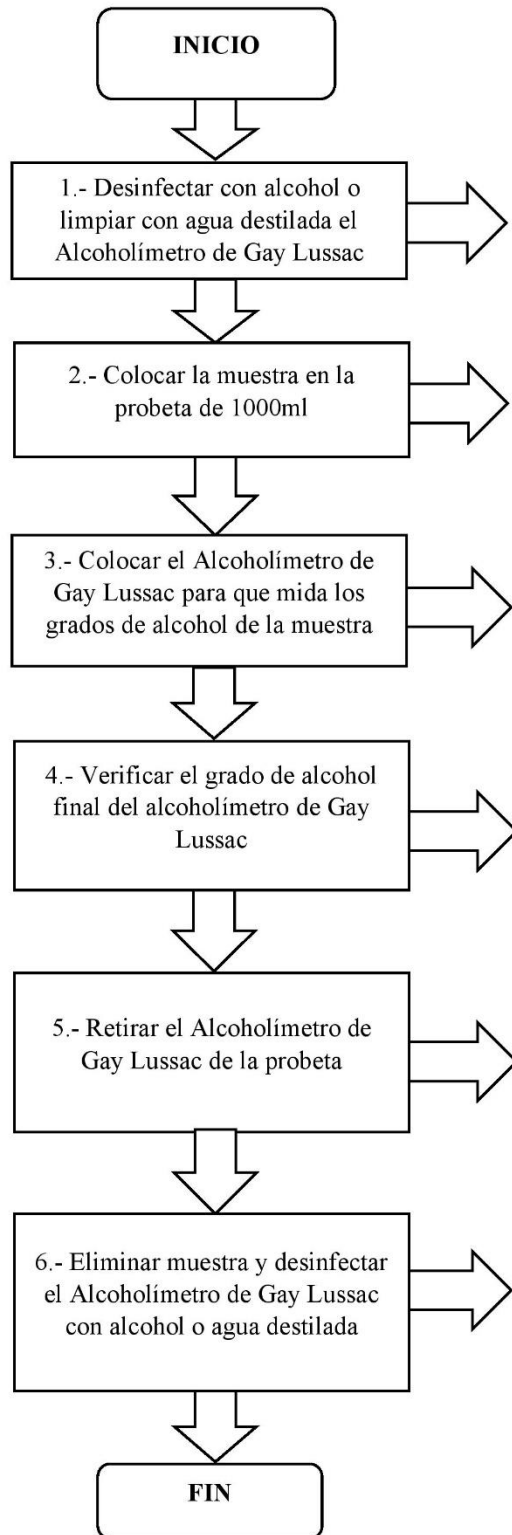 INICIO
1.- Desinfectar con alcohol o
limpiar con agua destilada el
Alcoholímetro de Gay Lussac
2.- Colocar la muestra en la
probeta de 1000ml
3.- Colocar el Alcoholímetro de
Gay Lussac para que mida los
grados de alcohol de la muestra
4.- Verificar el grado de alcohol
final del alcoholímetro de Gay
Lussac
5.- Retirar el Alcoholímetro de
Gay Lussac de la probeta
6.- Eliminar muestra y desinfectar
el Alcoholímetro de Gay Lussac
con alcohol o agua destilada
FIN